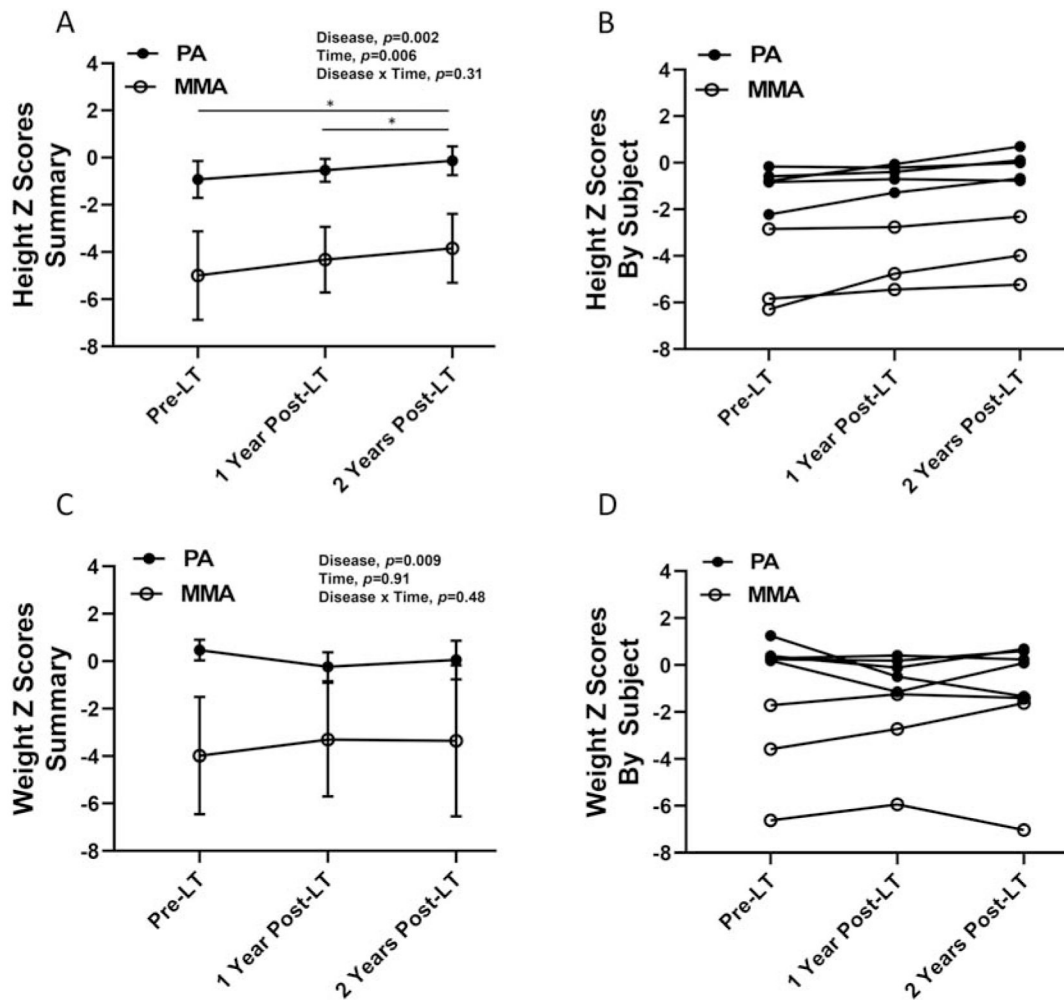 A
PA
MMA
Disease, p=0.002
Time, p=0.006
Disease x Time, p=0.31
*
*
Height Z Scores
Summary
4
2
0
-2
-4
-6
-8
Pre-LT
1 Year Post-LT
2 Years Post-LT
B
PA
MMA
Height Z Scores
By Subject
4
2
0
-2
-4
-6
-8
Pre-LT
1 Year Post-LT
2 Years Post-LT
C
PA
MMA
Disease, p=0.009
Time, p=0.91
Disease x Time, p=0.48
Weight Z Scores
Summary
4
2
0
-2
-4
-6
-8
Pre-LT
1 Year Post-LT
2 Years Post-LT
D
PA
MMA
Weight Z Scores
By Subject
4
2
0
-2
-4
-6
-8
Pre-LT
1 Year Post-LT
2 Years Post-LT